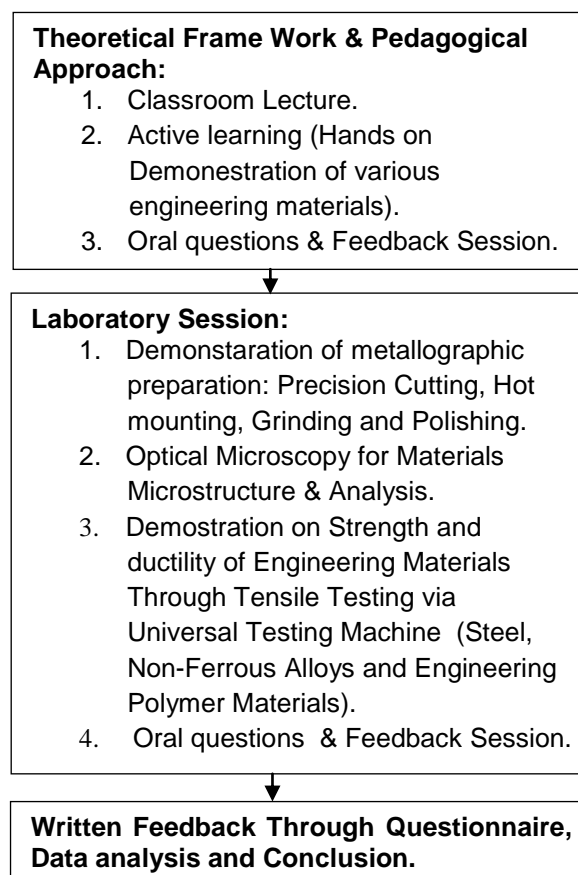 Theoretical Frame Work & Pedagogical
Approach:
1. Classroom Lecture.
2. Active learning (Hands on
Demonestration of various
engineering materials).
3. Oral questions & Feedback Session.
Laboratory Session:
1. Demonstaration of metallographic
preparation: Precision Cutting, Hot
mounting, Grinding and Polishing.
2. Optical Microscopy for Materials
Microstructure & Analysis.
3. Demostration on Strength and
ductility of Engineering Materials
Through Tensile Testing via
Universal Testing Machine (Steel,
Non-Ferrous Alloys and Engineering
Polymer Materials).
4. Oral questions & Feedback Session.
Written Feedback Through Questionnaire,
Data analysis and Conclusion.